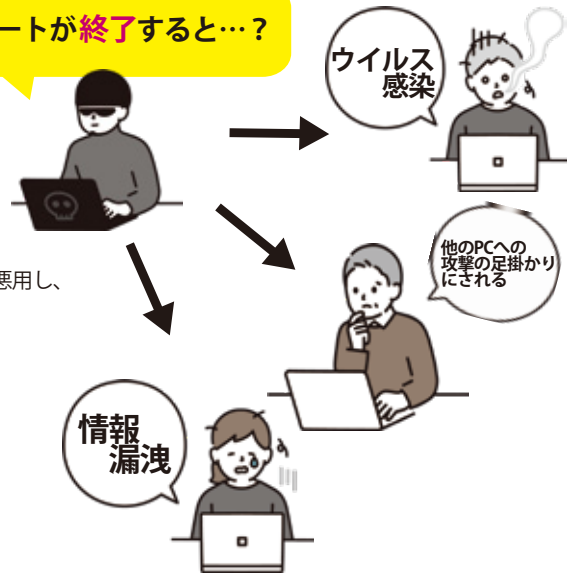 ートが終了すると…？
ウイルス
感染
他のPCへの
攻撃の足掛かり
にされる
悪用し、
情報
漏洩